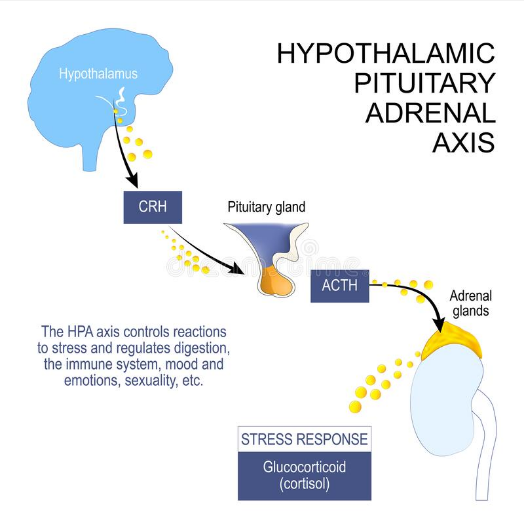 HYPOTHALAMIC
PITUITARY
ADRENAL
AXIS
Hypothalamus
CRH
Pituitary gland
dreamstime.
ACTH
Adrenal
glands
The HPA axis controls reactions
to stress and regulates digestion,
the immune system, mood and
emotions, sexuality, etc.
STRESS RESPONSE
Glucocorticoid
(cortisol)